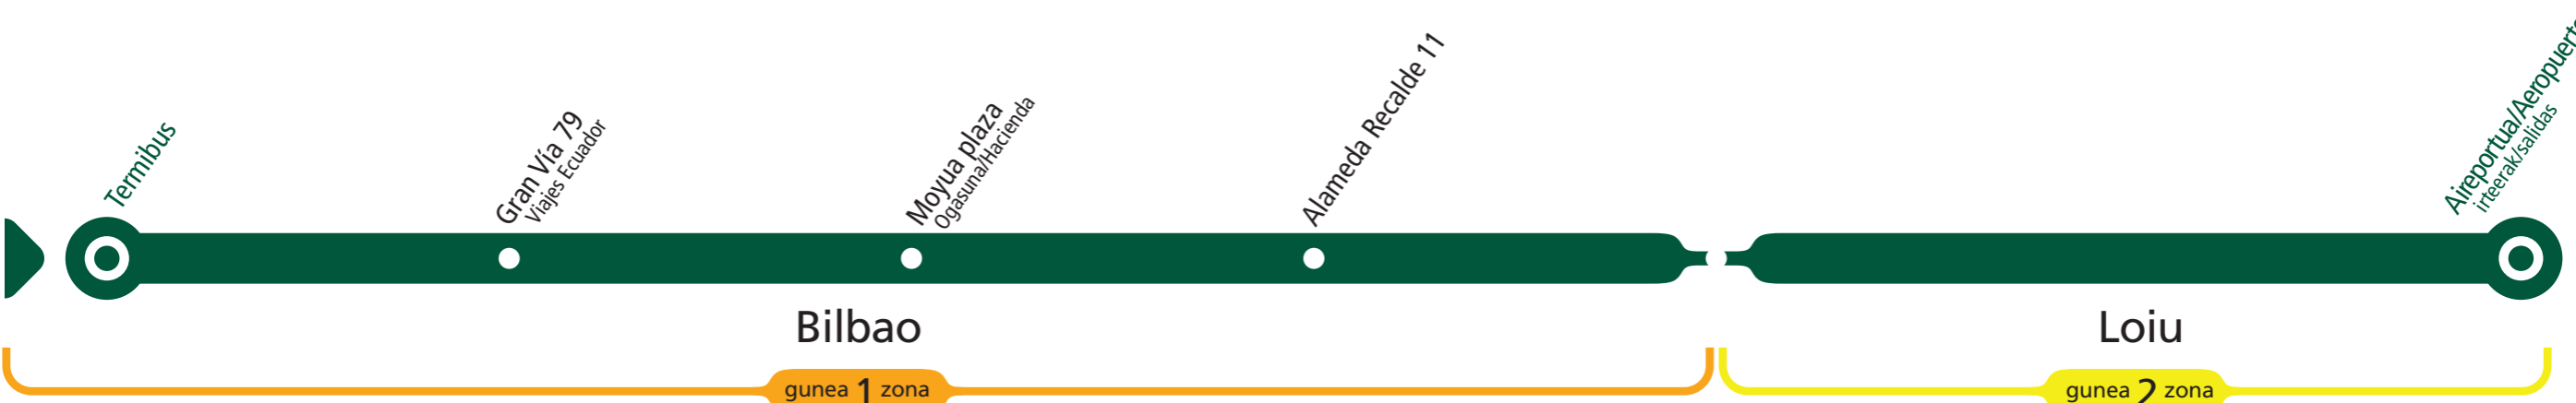 Termibus
Gran Vía 79
Viajes Ecuador
Moyua plaza
Ogasuna/Hacienda
Alameda Recalde 11
Aireportua/Aeropuerto
irteerak/salidas
Bilbao
Loiu
gunea 1 zona
gunea 2 zona